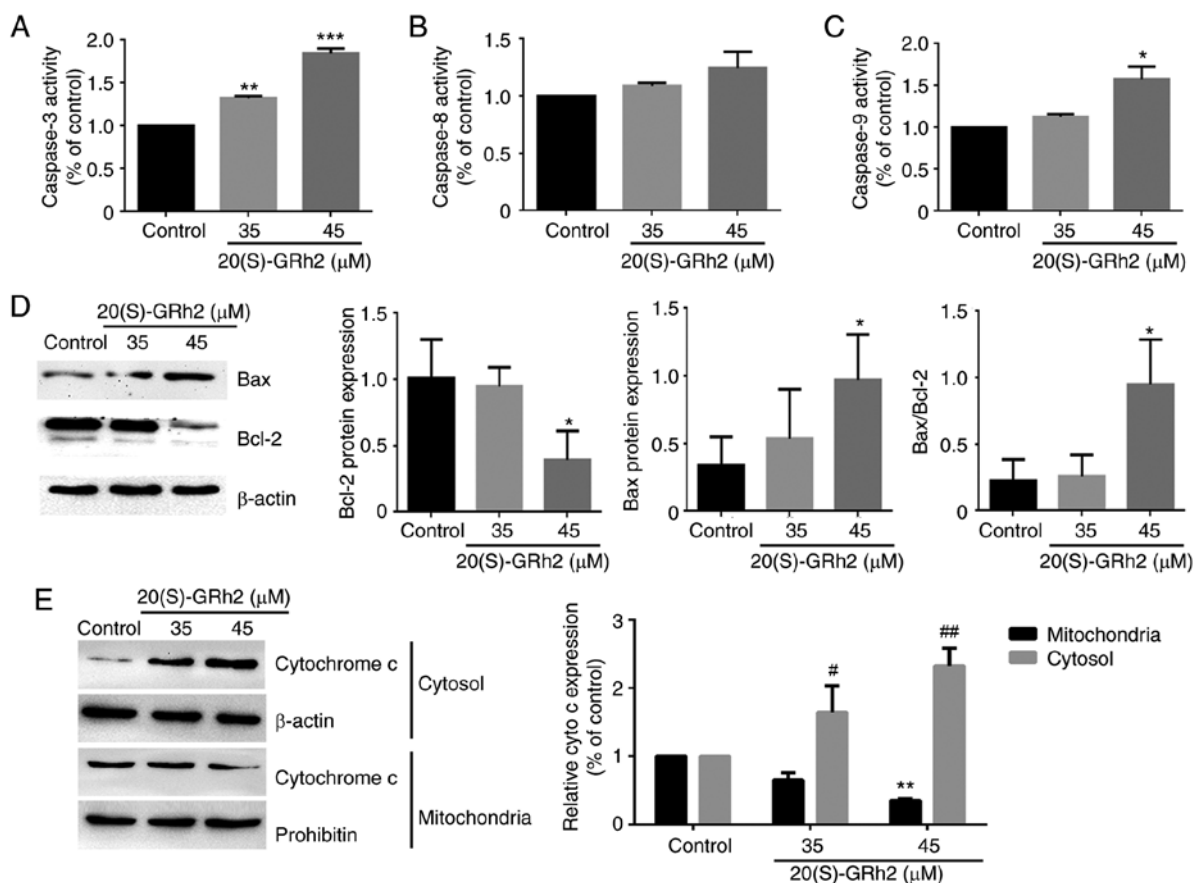 A
Caspase-3 activity
(% of control)
2.0
1.5
1.0
0.5
0
**
***
Control
35
45
20(S)-GRh2 (μM)
B
Caspase-8 activity
(% of control)
1.5
1.0
0.5
0
Control
35
45
20(S)-GRh2 (μM)
C
Caspase-9 activity
(% of control)
2.0
1.5
1.0
0.5
0
*
Control
35
45
20(S)-GRh2 (μM)
D
20(S)-GRh2 (μM)
Control
35
45
Bax
Bcl-2
β-actin
Bcl-2 protein expression
1.5
1.0
0.5
0
*
Control
35
45
20(S)-GRh2 (μM)
Bax protein expression
1.5
1.0
0.5
0
*
Control
35
45
20(S)-GRh2 (μM)
Bax/Bcl-2
1.5
1.0
0.5
0
*
Control
35
45
20(S)-GRh2 (μM)
E
20(S)-GRh2 (μM)
Control
35
45
Cytochrome c
β-actin
Cytosol
Cytochrome c
Prohibitin
Mitochondria
Relative cyto c expression
(% of control)
3
2
1
0
#
**
##
Control
35
45
20(S)-GRh2 (μM)
Mitochondria
Cytosol